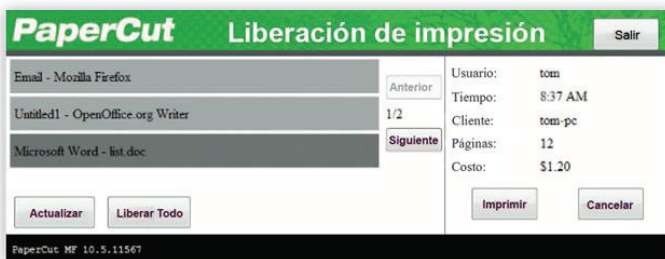 PaperCut Liberación de impresión Salir
Email - Mozilla Firefox
Untitled1 - OpenOffice.org Writer
Microsoft Word - list.doc
Anterior
1/2
Siguiente
Usuario: tom
Tiempo: 8:37 AM
Cliente: tom-pc
Páginas: 12
Costo: $1.20
Actualizar Liberar Todo
Imprimir Cancelar
PaperCut MF 10.5.11567